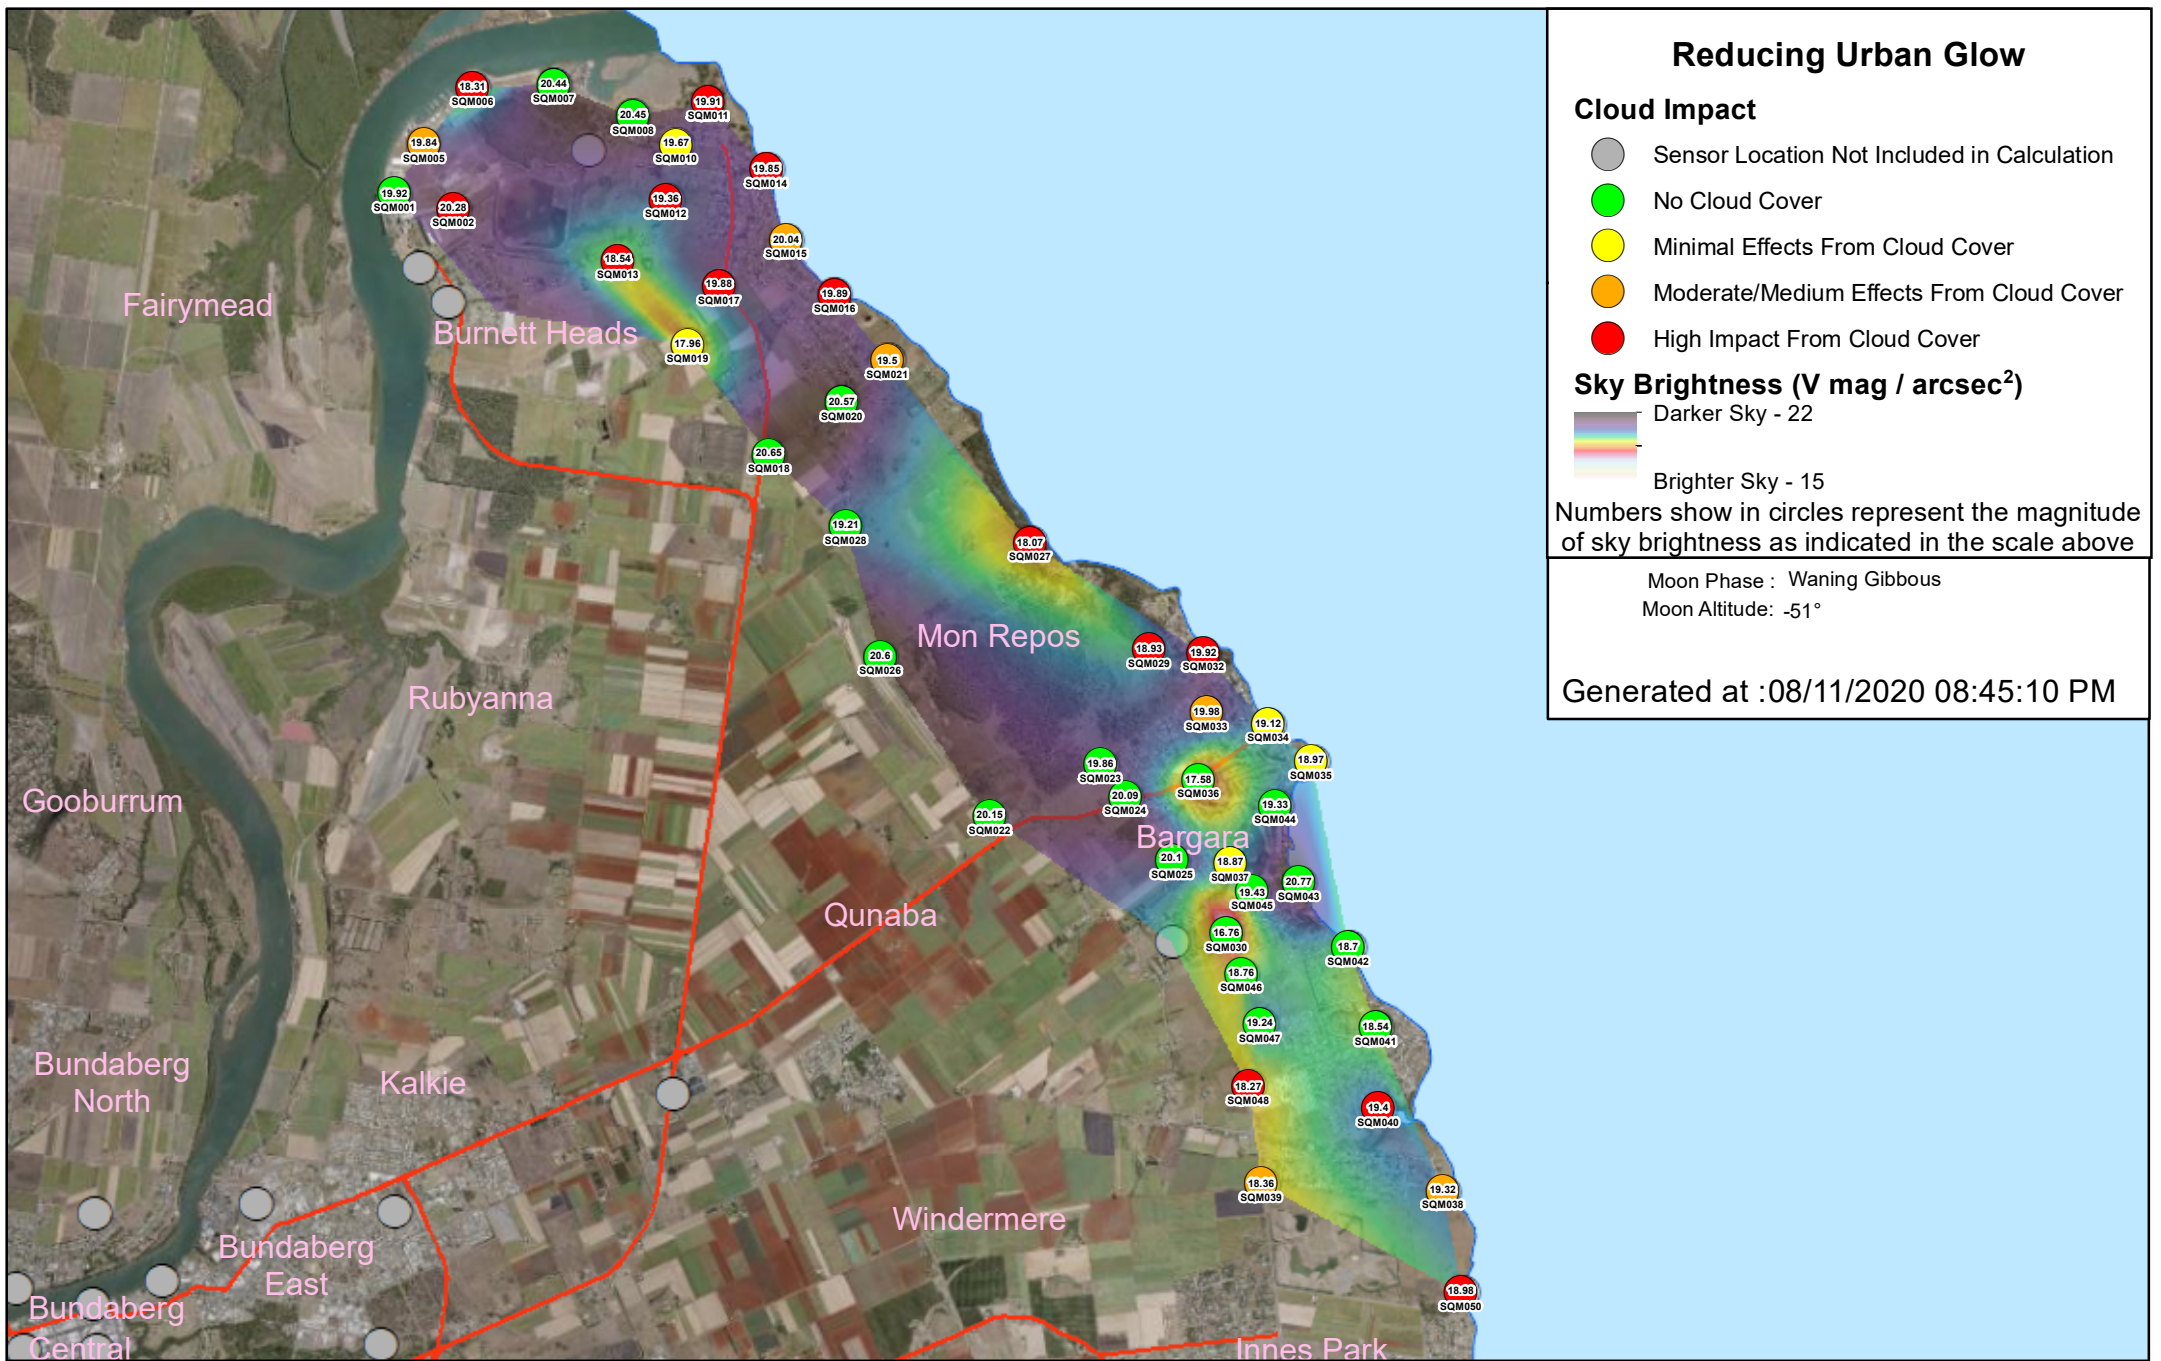 Reducing Urban Glow
Cloud Impact
Sensor Location Not Included in Calculation
No Cloud Cover
Minimal Effects From Cloud Cover
Moderate/Medium Effects From Cloud Cover
High Impact From Cloud Cover
Sky Brightness (V mag / arcsec²)
Darker Sky - 22
Brighter Sky - 15
Numbers show in circles represent the magnitude
of sky brightness as indicated in the scale above
Moon Phase : Waning Gibbous
Moon Altitude: -51°
Generated at :08/11/2020 08:45:10 PM
18.31
SQM006
20.44
SQM007
20.45
SQM008
19.91
SQM011
19.84
SQM005
19.67
SQM010
19.85
SQM014
19.92
SQM001
20.28
SQM002
19.36
SQM012
20.04
SQM015
18.54
SQM013
19.88
SQM017
19.89
SQM016
Fairymead
Burnett Heads
17.96
SQM019
19.5
SQM021
20.57
SQM020
20.65
SQM018
19.21
SQM028
18.07
SQM027
Mon Repos
20.6
SQM026
18.93
SQM029
19.92
SQM032
Rubyanna
19.98
SQM033
19.12
SQM034
19.86
SQM023
17.58
SQM036
18.97
SQM035
Gooburrum
20.09
SQM024
19.33
SQM044
20.15
SQM022
Bargara
20.1
SQM025
18.87
SQM037
19.43
SQM045
20.77
SQM043
Qunaba
16.76
SQM030
18.7
SQM042
18.76
SQM046
19.24
SQM047
18.54
SQM041
Bundaberg
North
Kalkie
18.27
SQM048
19.4
SQM040
18.36
SQM039
19.32
SQM038
Windermere
Bundaberg
East
18.98
SQM050
Bundaberg
Central
Innes Park